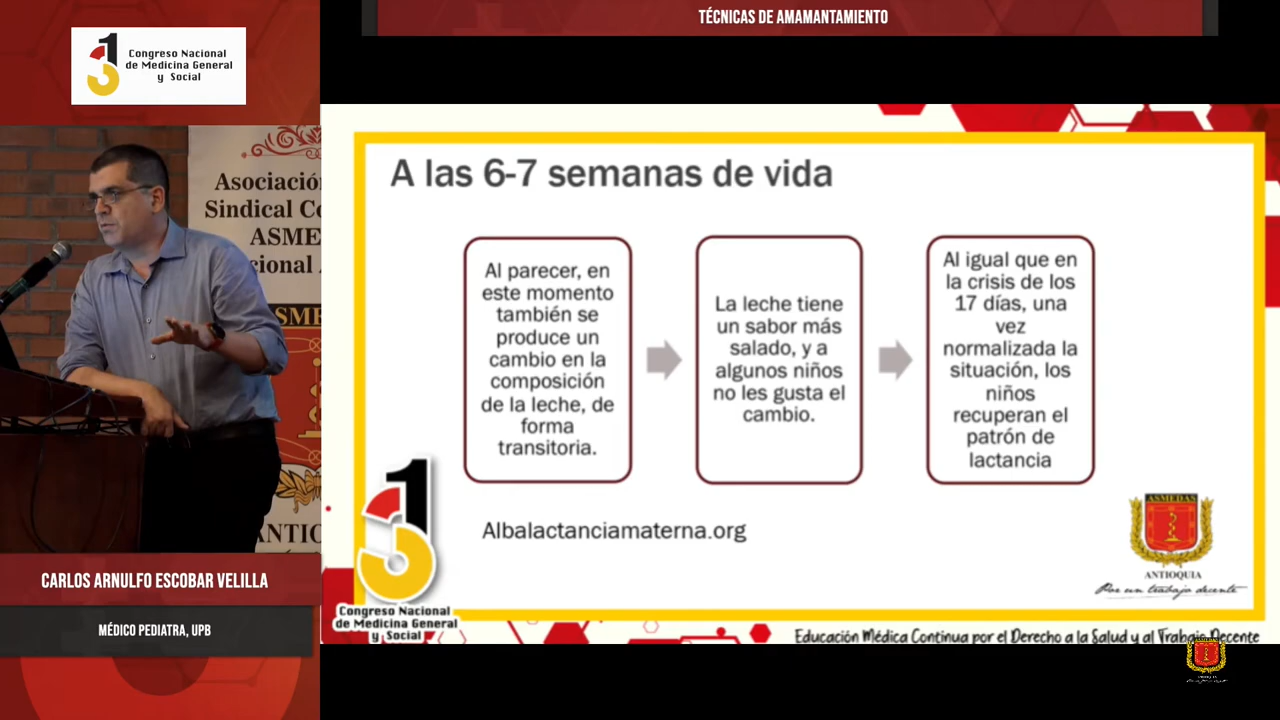 TÉCNICAS DE AMAMANTAMIENTO
Congreso Nacional
de Medicina General
y Social
Asociación
Sindical Co
ASME
cional
SME
ANTIO
CARLOS ARNULFO ESCOBAR VELILLA
MÉDICO PEDIATRA, UPB
A las 6-7 semanas de vida
Al parecer, en
este momento
también se
produce un
cambio en la
composición
de la leche, de
forma
transitoria.
La leche tiene
un sabor más
salado, y a
algunos niños
no les gusta el
cambio.
Al igual que en
la crisis de los
17 días, una
vez
normalizada la
situación, los
niños
recuperan el
patrón de
lactancia
Albalactanciamaterna.org
31
Congreso Nacional
de Medicina General
y Social
ASMEDAS
ANTIOQUIA
Por un trabajo decente
Educación Médica Continua por el Derecho a la Salud y al Trabajo Decente